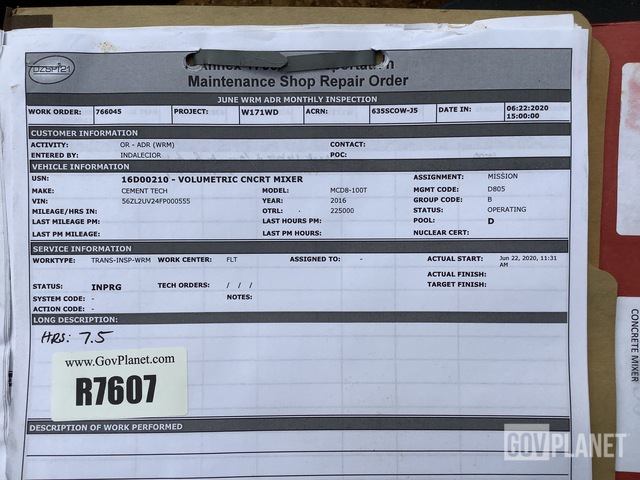 DZSP 21
Maintenance Shop Repair Order
JUNE WRM ADR MONTHLY INSPECTION
WORK ORDER: 766045 PROJECT: W171WD ACRN: 635SCOW-J5 DATE IN: 06:22:2020 15:00:00
CUSTOMER INFORMATION
ACTIVITY: OR - ADR (WRM) CONTACT:
ENTERED BY: INDALECIOR POC:
VEHICLE INFORMATION
USN: 16D00210 - VOLUMETRIC CNCRT MIXER ASSIGNMENT: MISSION
MAKE: CEMENT TECH MODEL: MCD8-100T MGMT CODE: D805
VIN: 56ZL2UV24FP000555 YEAR: 2016 GROUP CODE: B
MILEAGE/HRS IN: OTRL: 225000 STATUS: OPERATING
LAST MILEAGE PM: LAST HOURS PM: POOL: D
LAST PM MILEAGE: LAST PM HOURS: NUCLEAR CERT:
SERVICE INFORMATION
WORKTYPE: TRANS-INSP-WRM WORK CENTER: FLT ASSIGNED TO: - ACTUAL START: Jun 22, 2020, 11:31 AM
ACTUAL FINISH:
STATUS: INPRG TECH ORDERS: / / / TARGET FINISH:
SYSTEM CODE: - NOTES:
ACTION CODE: -
LONG DESCRIPTION:
HRS: 7.5
www.GovPlanet.com
R7607
DESCRIPTION OF WORK PERFORMED
CONCRETE MIXER
GOVPLANET